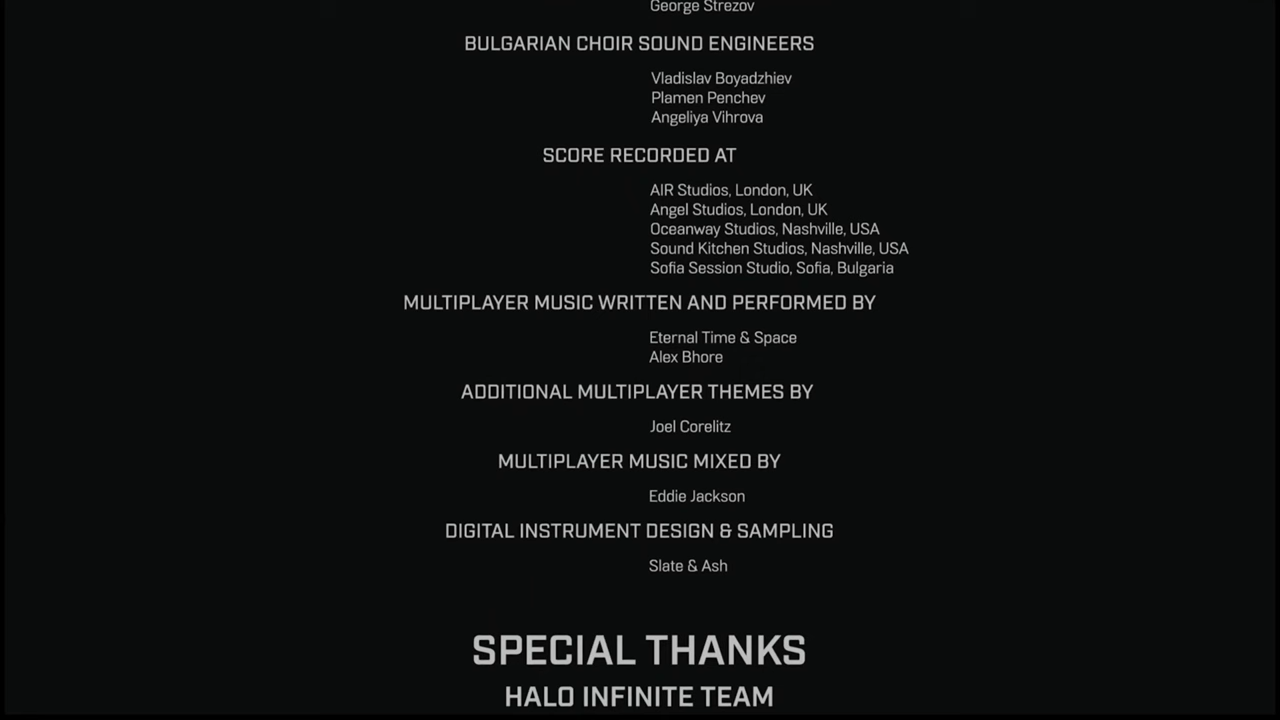 George Strezov
BULGARIAN CHOIR SOUND ENGINEERS
Vladislav Boyadzhiev
Plamen Penchev
Angeliya Vihrova
SCORE RECORDED AT
AIR Studios, London, UK
Angel Studios, London, UK
Oceanway Studios, Nashville, USA
Sound Kitchen Studios, Nashville, USA
Sofia Session Studio, Sofia, Bulgaria
MULTIPLAYER MUSIC WRITTEN AND PERFORMED BY
Eternal Time & Space
Alex Bhore
ADDITIONAL MULTIPLAYER THEMES BY
Joel Corelitz
MULTIPLAYER MUSIC MIXED BY
Eddie Jackson
DIGITAL INSTRUMENT DESIGN & SAMPLING
Slate & Ash
SPECIAL THANKS
HALO INFINITE TEAM